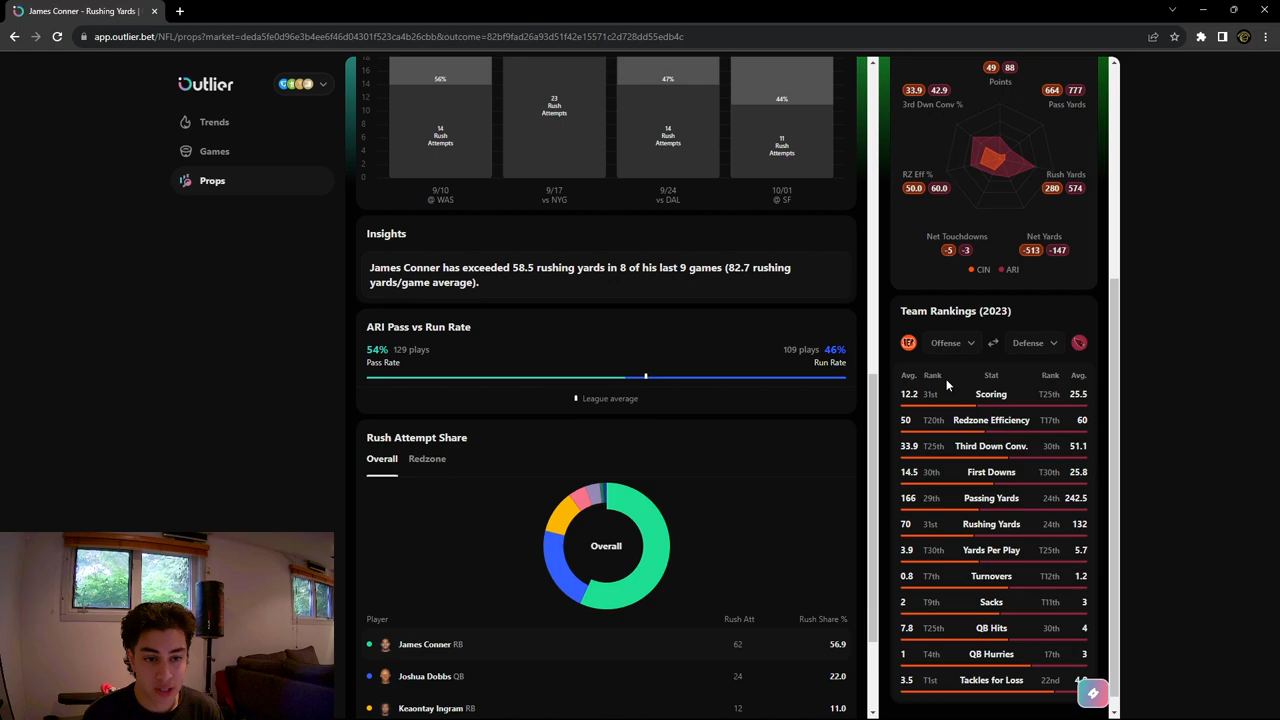 James Conner - Rushing Yards |
app.outlier.bet/NFL/props?market=deda5fe0d96e3b4ee6f46d04301f523ca4b26cbb&outcome=82bf9fad26a93d51f42e15571c2d728dd55edb4c
Outlier
Trends
Games
Props
18
16
14
12
10
8
6
4
2
0
56%
47%
44%
14 Rush Attempts
23 Rush Attempts
14 Rush Attempts
11 Rush Attempts
9/10 @ WAS
9/17 vs NYG
9/24 vs DAL
10/01 @ SF
Insights
James Conner has exceeded 58.5 rushing yards in 8 of his last 9 games (82.7 rushing
yards/game average).
ARI Pass vs Run Rate
54% 129 plays
109 plays 46%
Pass Rate
Run Rate
League average
Rush Attempt Share
Overall Redzone
Overall
Player Rush Att Rush Share %
James Conner RB 62 56.9
Joshua Dobbs QB 24 22.0
Keaontay Ingram RB 12 11.0
49 88
Points
33.9 42.9
3rd Dwn Conv %
664 777
Pass Yards
RZ Eff %
50.0 60.0
Rush Yards
280 574
Net Touchdowns
-5 -3
Net Yards
-513 -147
CIN ARI
Team Rankings (2023)
Offense Defense
Avg. Rank Stat Rank Avg.
12.2 31st Scoring T25th 25.5
50 T20th Redzone Efficiency T17th 60
33.9 T25th Third Down Conv. 30th 51.1
14.5 30th First Downs T30th 25.8
166 29th Passing Yards 24th 242.5
70 31st Rushing Yards 24th 132
3.9 T30th Yards Per Play T25th 5.7
0.8 T7th Turnovers T12th 1.2
2 T9th Sacks T11th 3
7.8 T25th QB Hits 30th 4
1 T4th QB Hurries 17th 3
3.5 T1st Tackles for Loss 22nd